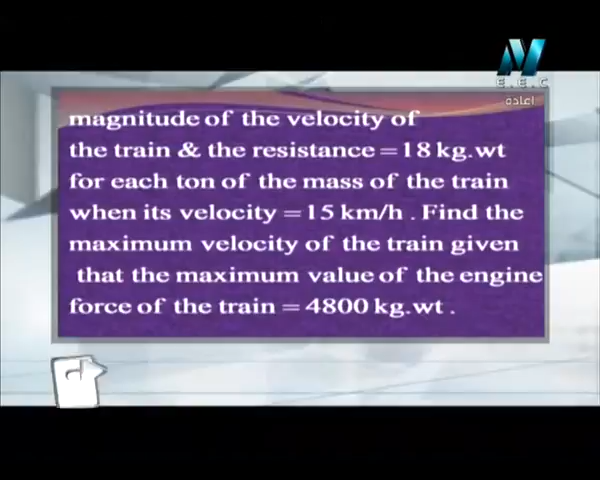 E.E.C
إعادة
magnitude of the velocity of
the train & the resistance = 18 kg.wt
for each ton of the mass of the train
when its velocity = 15 km/h . Find the
maximum velocity of the train given
that the maximum value of the engine
force of the train = 4800 kg.wt .